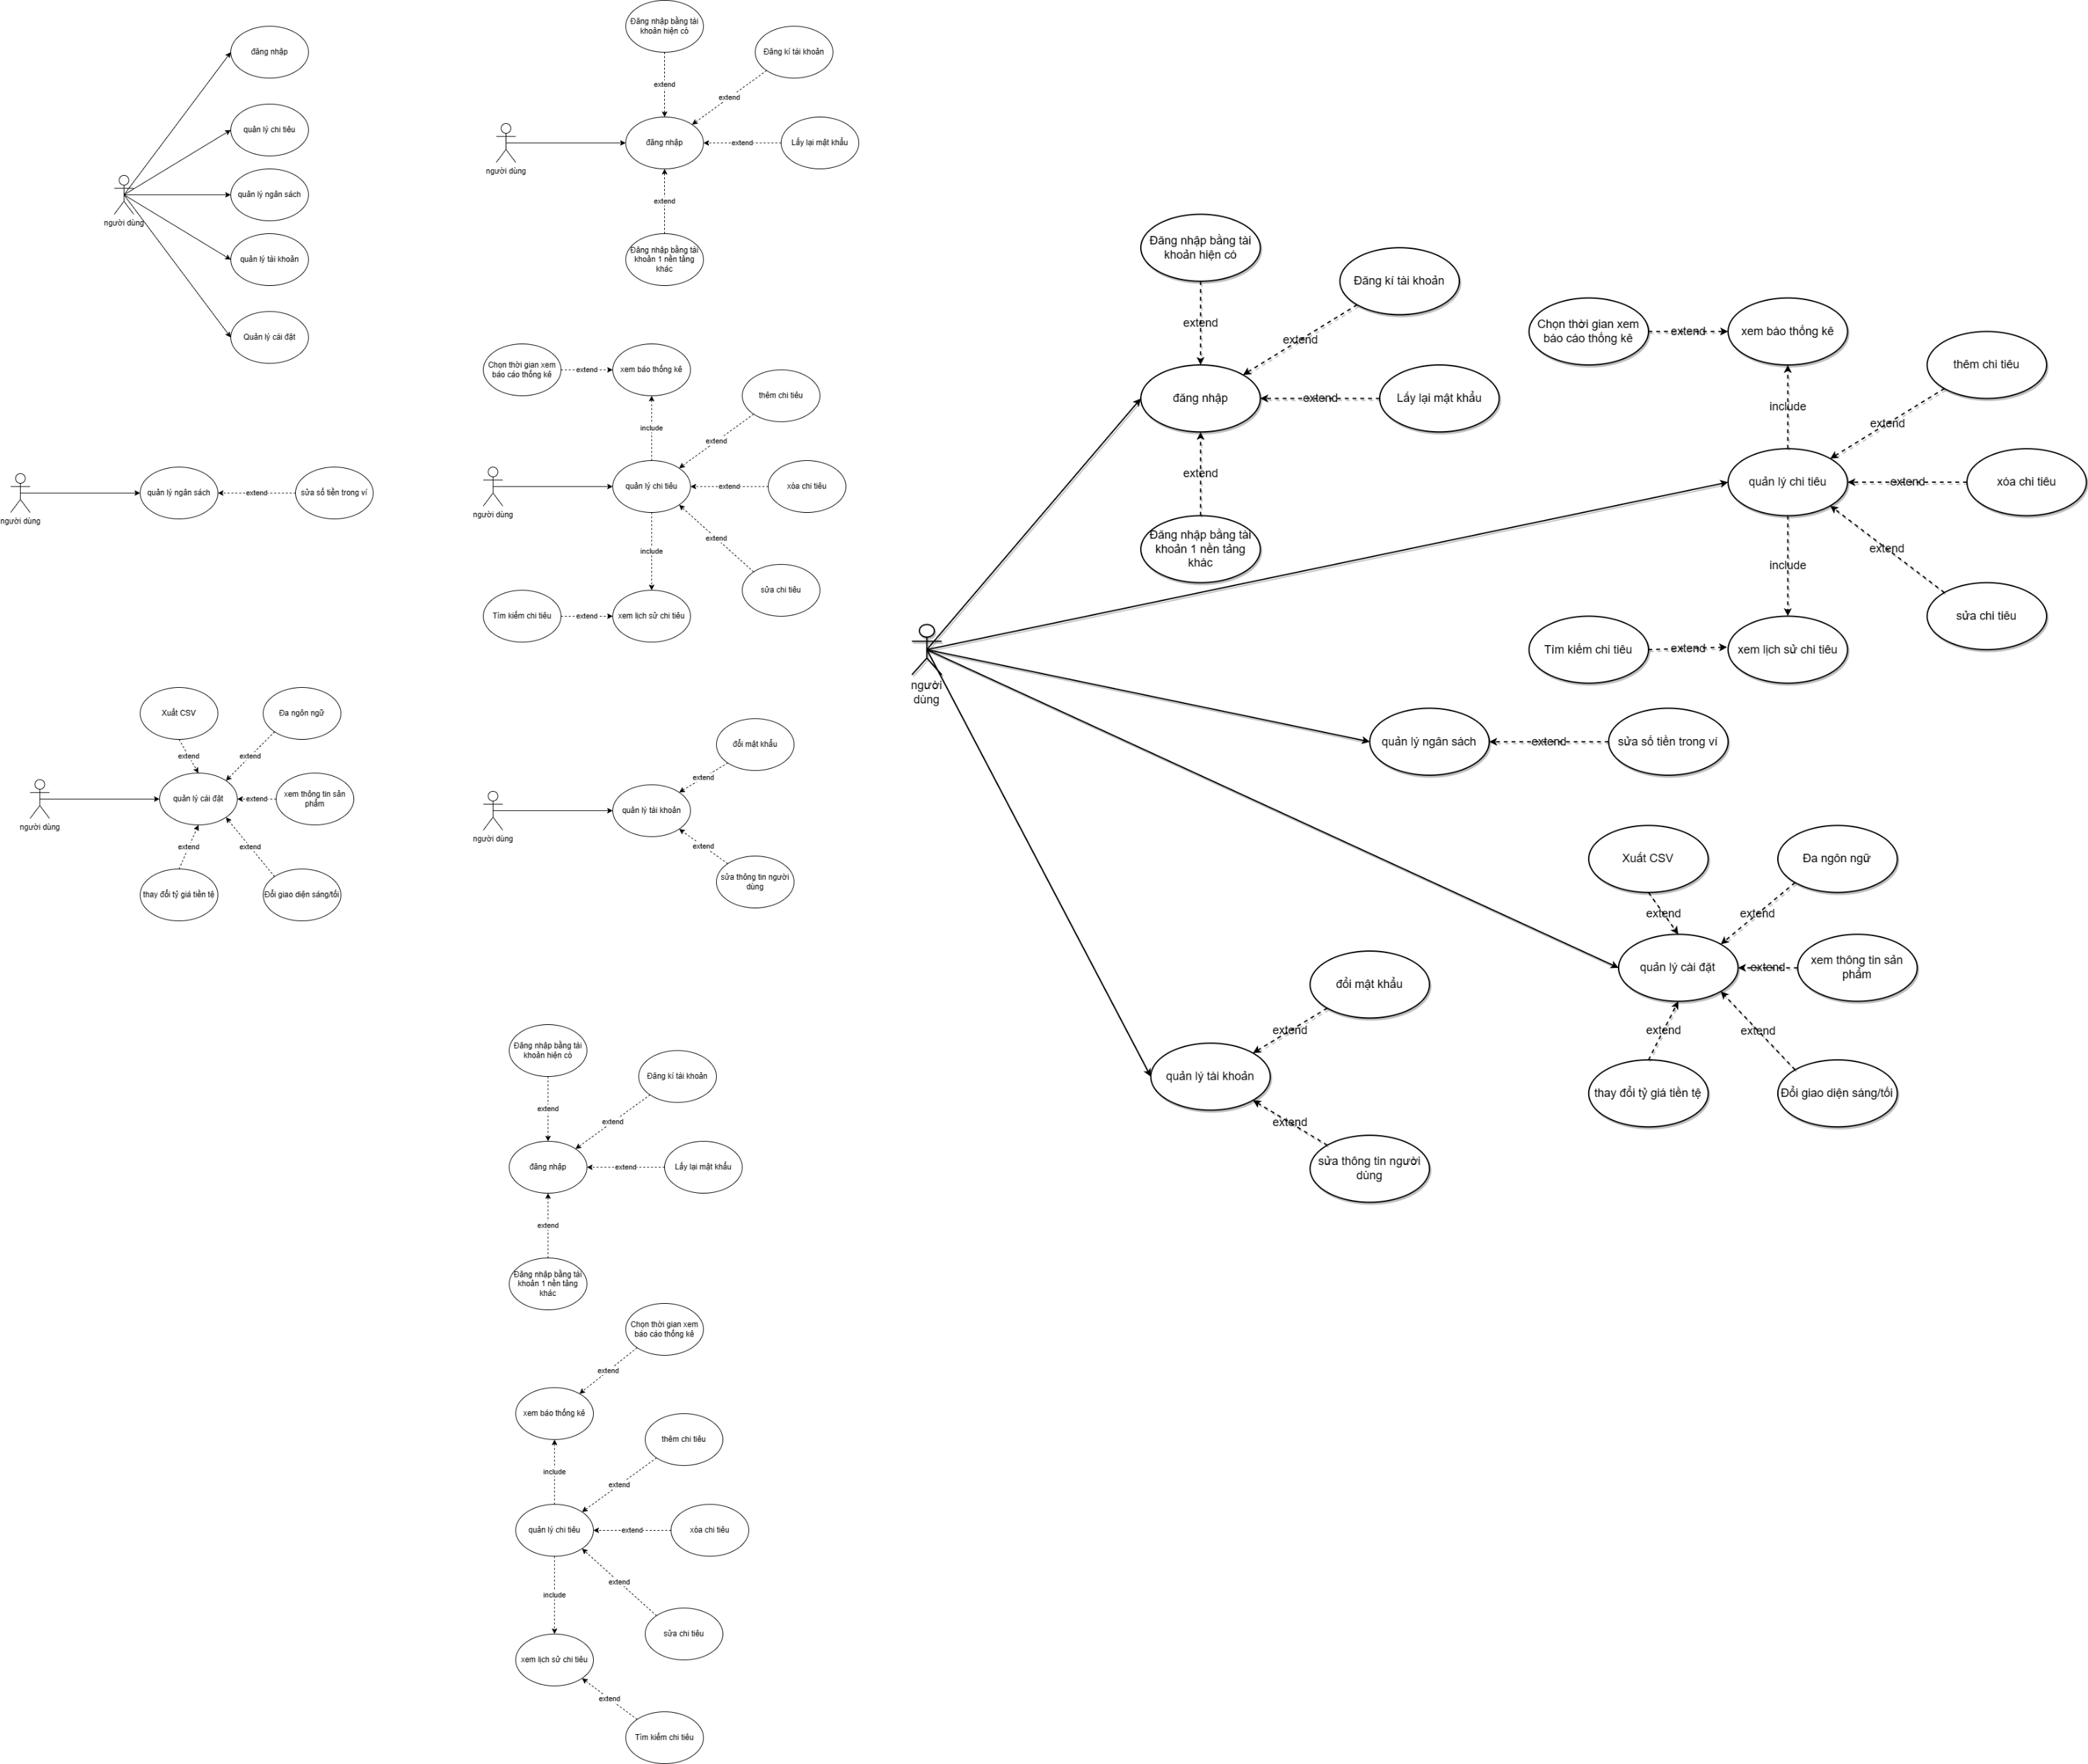 đăng nhập
quản lý chi tiêu
quản lý ngân sách
quản lý tài khoản
Quản lý cài đặt
người dùng
Đăng nhập bằng tài
khoản hiện có
Đăng kí tài khoản
extend
extend
đăng nhập
extend
Lấy lại mật khẩu
người dùng
extend
Đăng nhập bằng tài
khoản 1 nền tảng
khác
quản lý ngân sách
extend
sửa số tiền trong ví
người dùng
Chọn thời gian xem
báo cáo thống kê
extend
xem báo thống kê
thêm chi tiêu
include
extend
quản lý chi tiêu
extend
xóa chi tiêu
người dùng
include
extend
sửa chi tiêu
Tìm kiếm chi tiêu
extend
xem lịch sử chi tiêu
Xuất CSV
Đa ngôn ngữ
extend
extend
quản lý cài đặt
extend
xem thông tin sản
phẩm
người dùng
extend
extend
thay đổi tỷ giá tiền tệ
Đổi giao diện sáng/tối
đổi mật khẩu
extend
quản lý tài khoản
người dùng
extend
sửa thông tin người
dùng
Đăng nhập bằng tài
khoản hiện có
Đăng kí tài khoản
extend
extend
đăng nhập
extend
Lấy lại mật khẩu
extend
Đăng nhập bằng tài
khoản 1 nền tảng
khác
Chọn thời gian xem
báo cáo thống kê
extend
xem báo thống kê
thêm chi tiêu
include
extend
quản lý chi tiêu
extend
xóa chi tiêu
extend
include
sửa chi tiêu
xem lịch sử chi tiêu
extend
Tìm kiếm chi tiêu
Đăng nhập bằng tài
khoản hiện có
Đăng kí tài khoản
extend
extend
đăng nhập
extend
Lấy lại mật khẩu
extend
Đăng nhập bằng tài
khoản 1 nền tảng
khác
Chọn thời gian xem
báo cáo thống kê
extend
xem báo thống kê
thêm chi tiêu
include
extend
quản lý chi tiêu
extend
xóa chi tiêu
extend
include
sửa chi tiêu
Tìm kiếm chi tiêu
extend
xem lịch sử chi tiêu
người
dùng
quản lý ngân sách
extend
sửa số tiền trong ví
Xuất CSV
Đa ngôn ngữ
extend
extend
quản lý cài đặt
extend
xem thông tin sản
phẩm
extend
extend
thay đổi tỷ giá tiền tệ
Đổi giao diện sáng/tối
đổi mật khẩu
extend
quản lý tài khoản
extend
sửa thông tin người
dùng